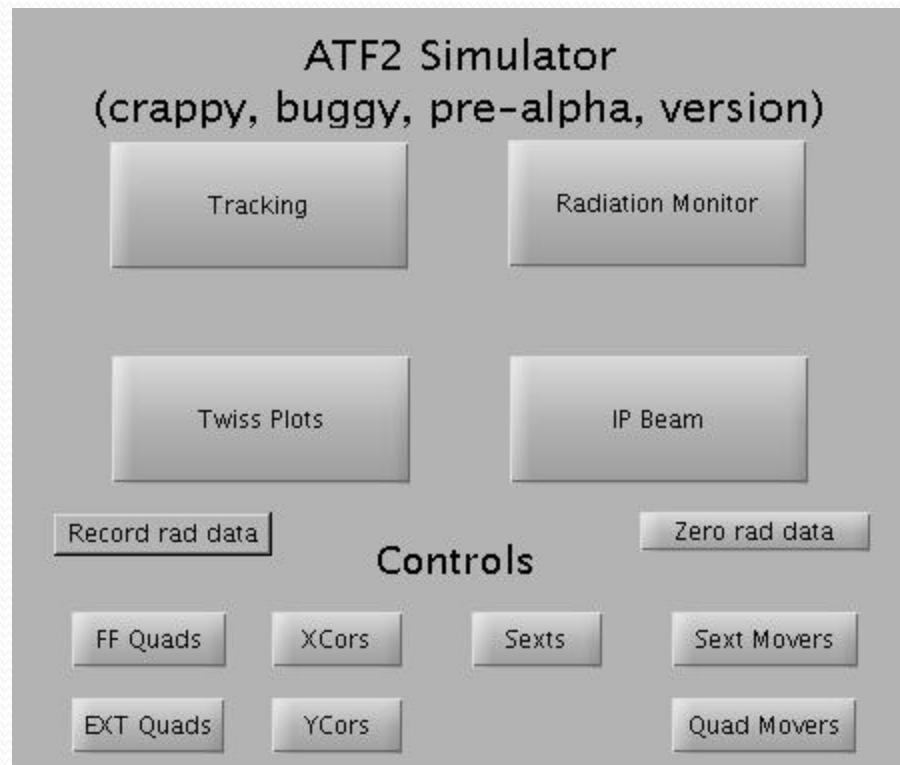 ATF2 Simulator
(crappy, buggy, pre-alpha, version)
Tracking
Radiation Monitor
Twiss Plots
IP Beam
Record rad data
Zero rad data
Controls
FF Quads
XCors
Sexts
Sext Movers
EXT Quads
YCors
Quad Movers